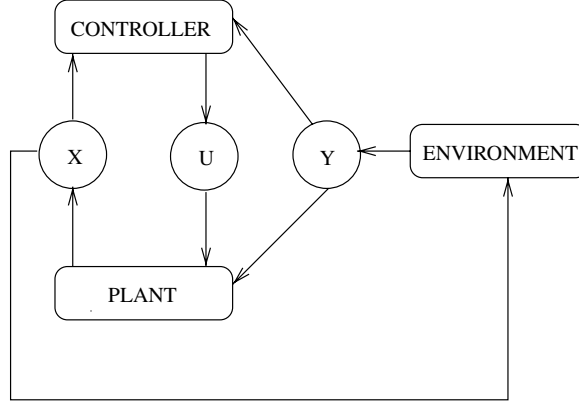 CONTROLLER
X
U
Y
ENVIRONMENT
PLANT